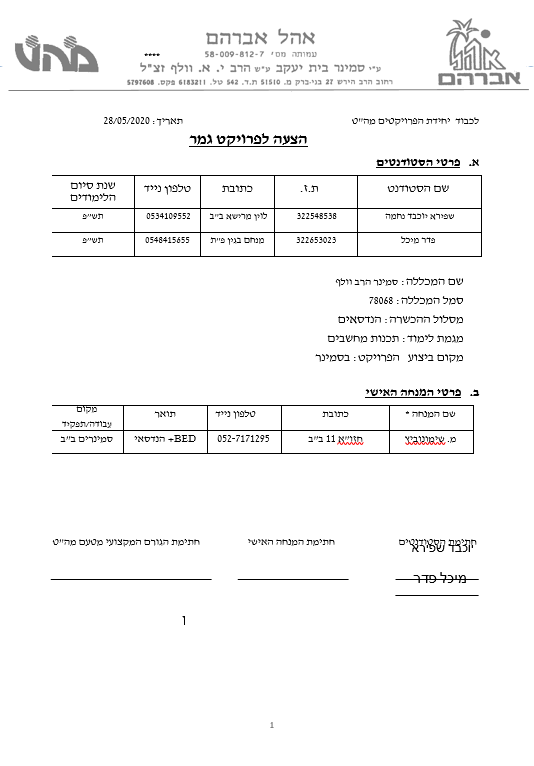 אהל אברהם
עמותה מס' 58-009-812-7
ע"י סמינר בית יעקב ע"ש הרב י. א. וולף זצ"ל
רחוב הרב הירש 27 בני-ברק מ. 51510 ת.ד. 542 טל. 6183211 פקס. 5797608
מהט
אהל
אברהם
לכבוד יחידת הפרויקטים מה"ט תאריך: 28/05/2020
הצעה לפרויקט גמר
א. פרטי הסטודנטים
שם הסטודנט ת.ז. כתובת טלפון נייד שנת סיום הלימודים
שפירא יוכבד נחמה 322548538 לוין מרישא ב"ב 0534109552 תש"פ
פדר מיכל 322653023 מנחם בגין פ"ת 0548415655 תש"פ
שם המכללה: סמינר הרב וולף
סמל המכללה: 78068
מסלול ההכשרה: הנדסאים
מגמת לימוד: תכנות מחשבים
מקום ביצוע הפרויקט: בסמינר
ב. פרטי המנחה האישי
שם המנחה * כתובת טלפון נייד תואר מקום עבודה/תפקיד
מ. שימונוביץ חזו"א 11 ב"ב 052-7171295 BED+ הנדסאי סמינרים ב"ב
חתימת הסטודנטים חתימת המנחה האישי חתימת הגורם המקצועי מטעם מה"ט
יוכבד שפירא
מיכל פדר
ו
1